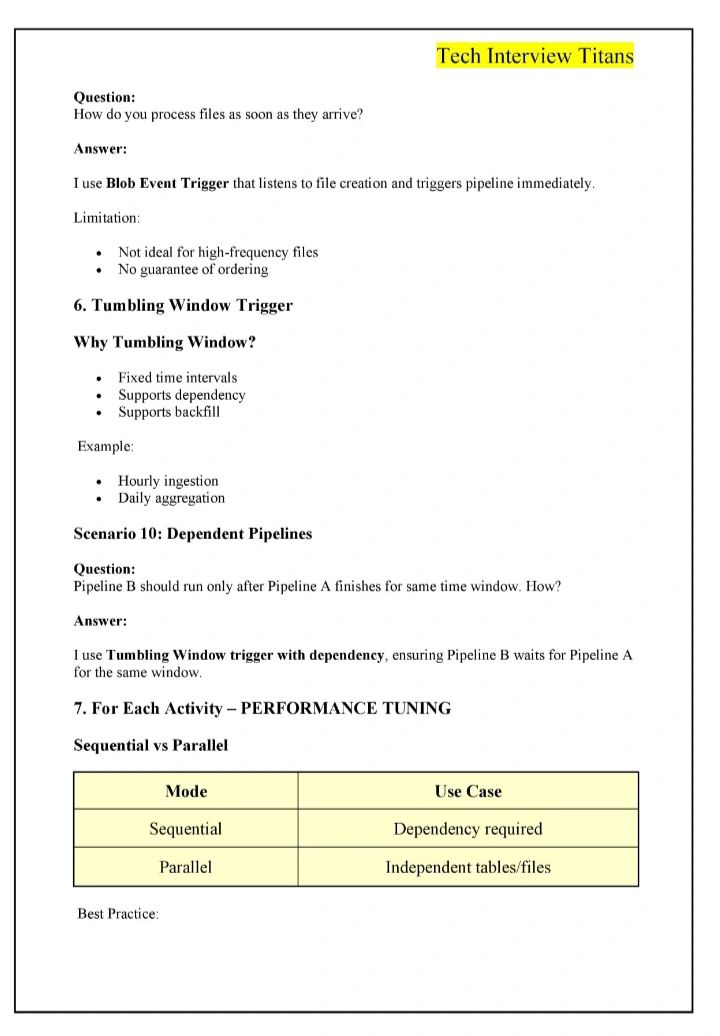 Tech Interview Titans
Question:
How do you process files as soon as they arrive?
Answer:
I use Blob Event Trigger that listens to file creation and triggers pipeline immediately.
Limitation:
• Not ideal for high-frequency files
• No guarantee of ordering
6. Tumbling Window Trigger
Why Tumbling Window?
• Fixed time intervals
• Supports dependency
• Supports backfill
Example:
• Hourly ingestion
• Daily aggregation
Scenario 10: Dependent Pipelines
Question:
Pipeline B should run only after Pipeline A finishes for same time window. How?
Answer:
I use Tumbling Window trigger with dependency, ensuring Pipeline B waits for Pipeline A
for the same window.
7. For Each Activity – PERFORMANCE TUNING
Sequential vs Parallel
Mode Use Case
Sequential Dependency required
Parallel Independent tables/files
Best Practice: